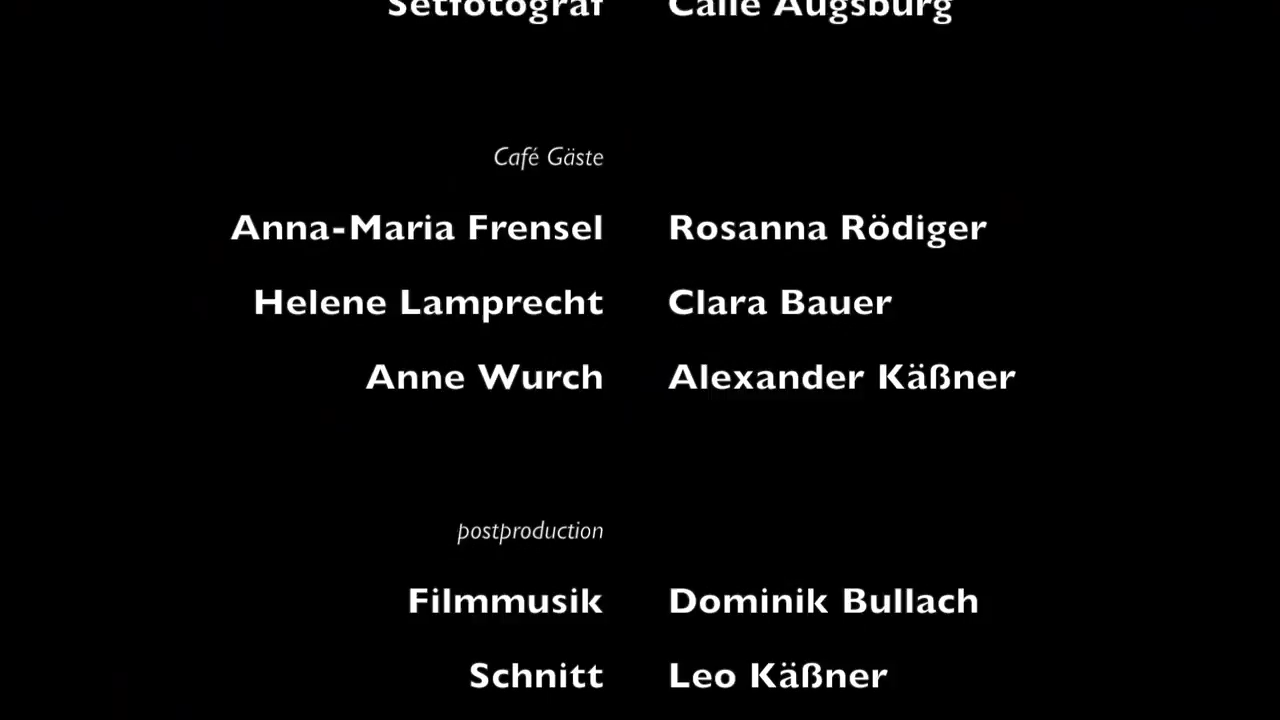 Setfotograf Calle Augsburg
Café Gäste
Anna-Maria Frensel Rosanna Rödiger
Helene Lamprecht Clara Bauer
Anne Wurch Alexander Käßner
postproduction
Filmmusik Dominik Bullach
Schnitt Leo Käßner